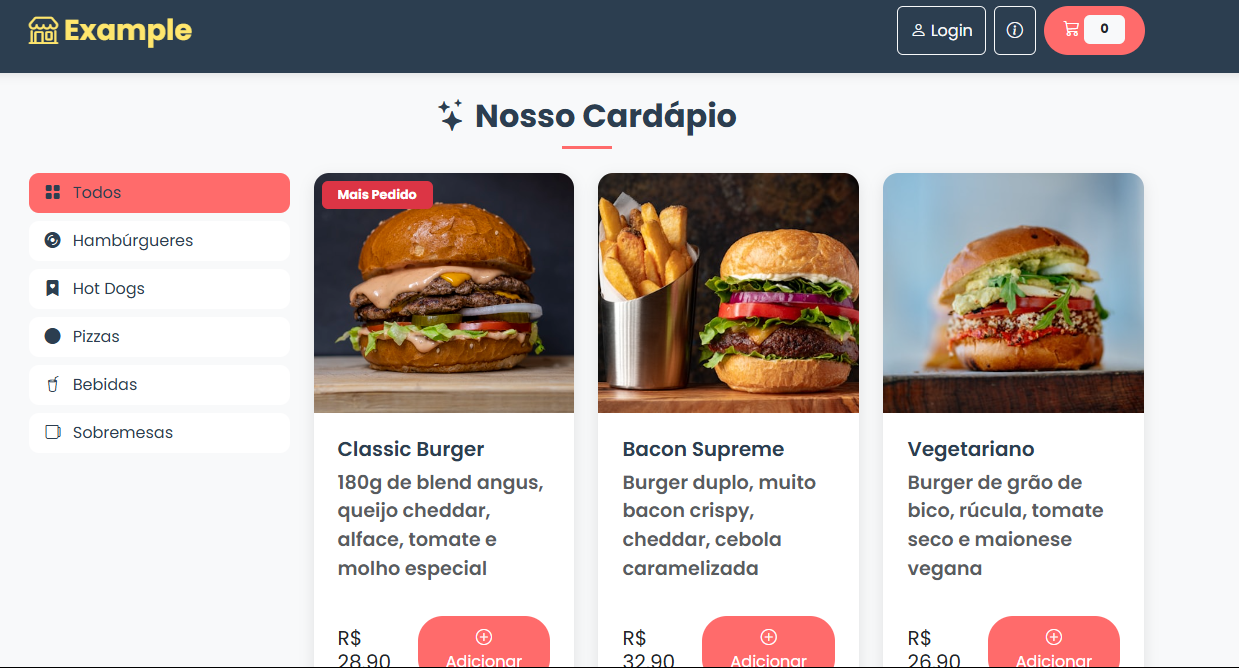 Example
Login
0
Nosso Cardápio
Todos
Hambúrgueres
Hot Dogs
Pizzas
Bebidas
Sobremesas
Mais Pedido
Classic Burger
180g de blend angus,
queijo cheddar,
alface, tomate e
molho especial
R$
28,90
Adicionar
Bacon Supreme
Burger duplo, muito
bacon crispy,
cheddar, cebola
caramelizada
R$
32,90
Adicionar
Vegetariano
Burger de grão de
bico, rúcula, tomate
seco e maionese
vegana
R$
26,90
Adicionar